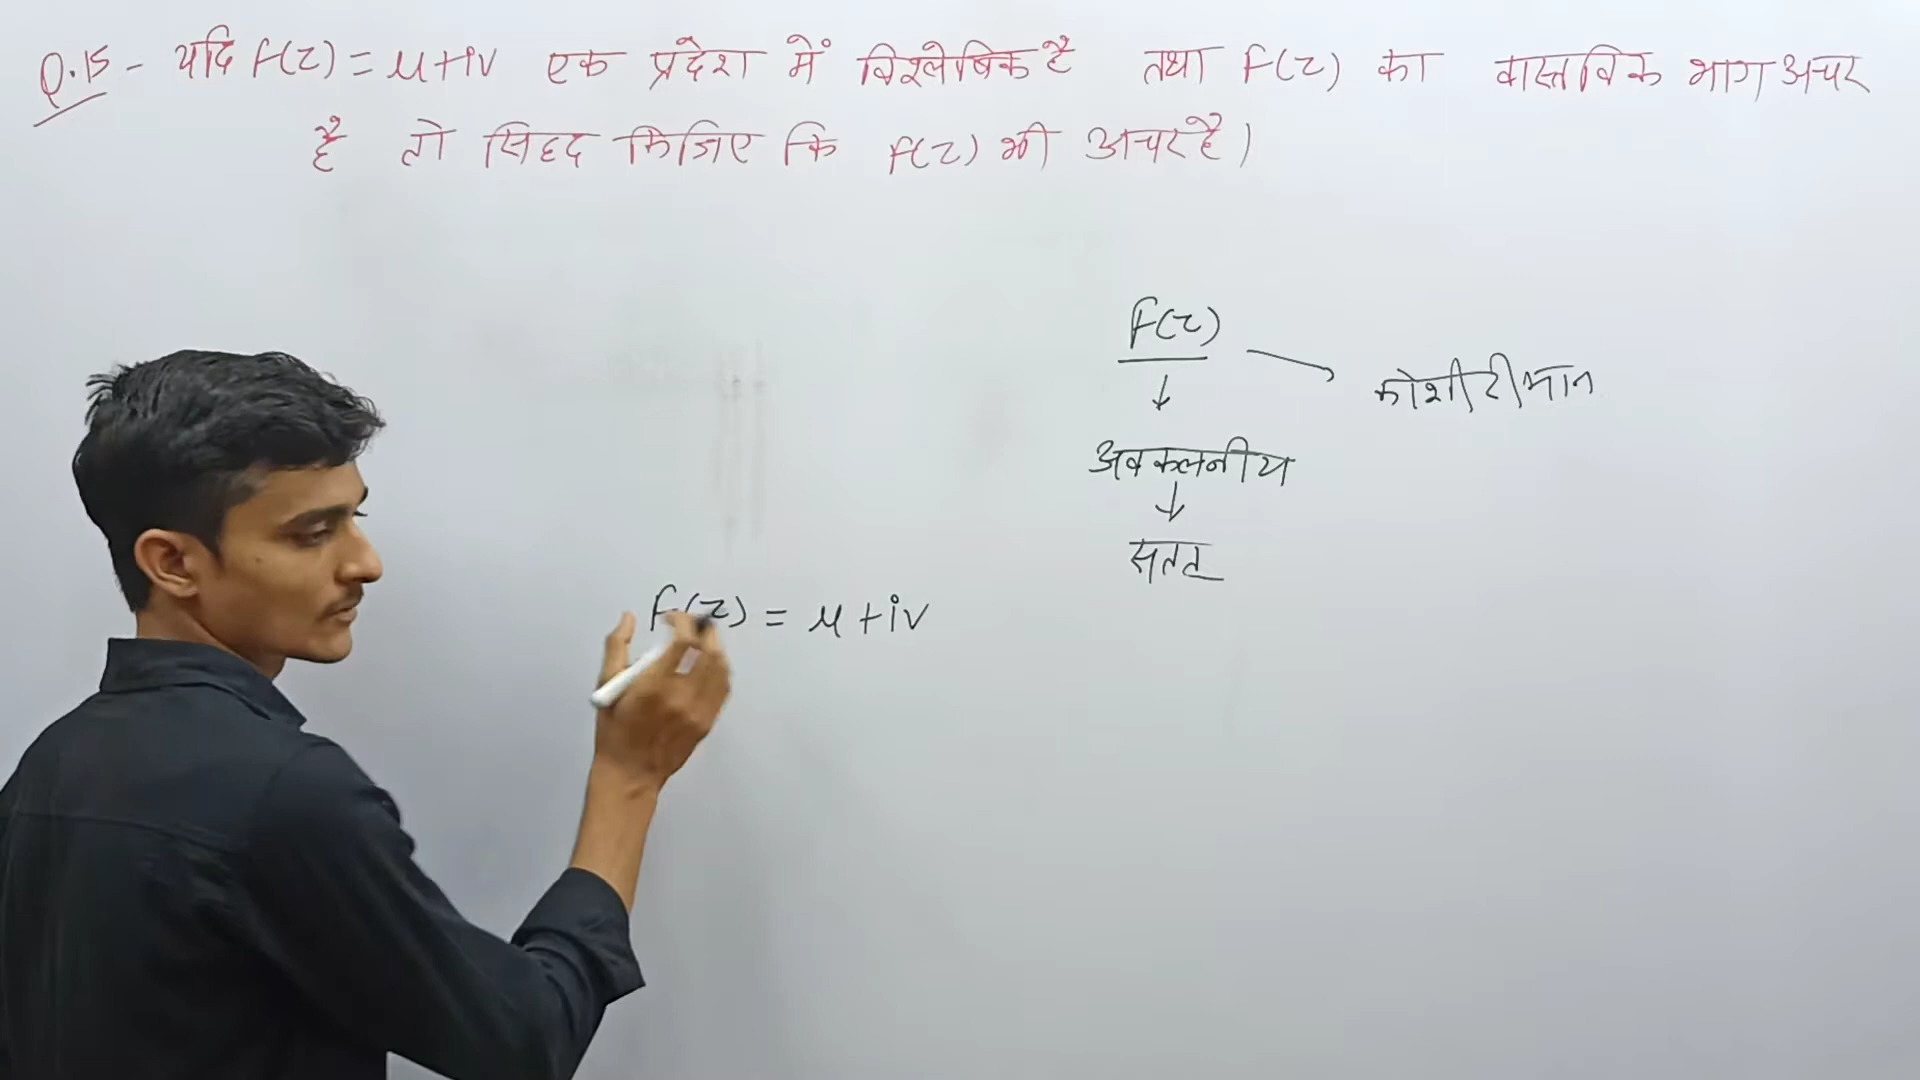 Q.15 - यदि f(z) = u+iv एक प्रदेश में विश्लेषिक है तथा f(z) का वास्तविक भाग अचर
है तो सिद्द किजिए कि f(z) भी अचर है।
f(z)
कोशी रीमान
अवकलनीय
सतत्
f(z) = u+iv